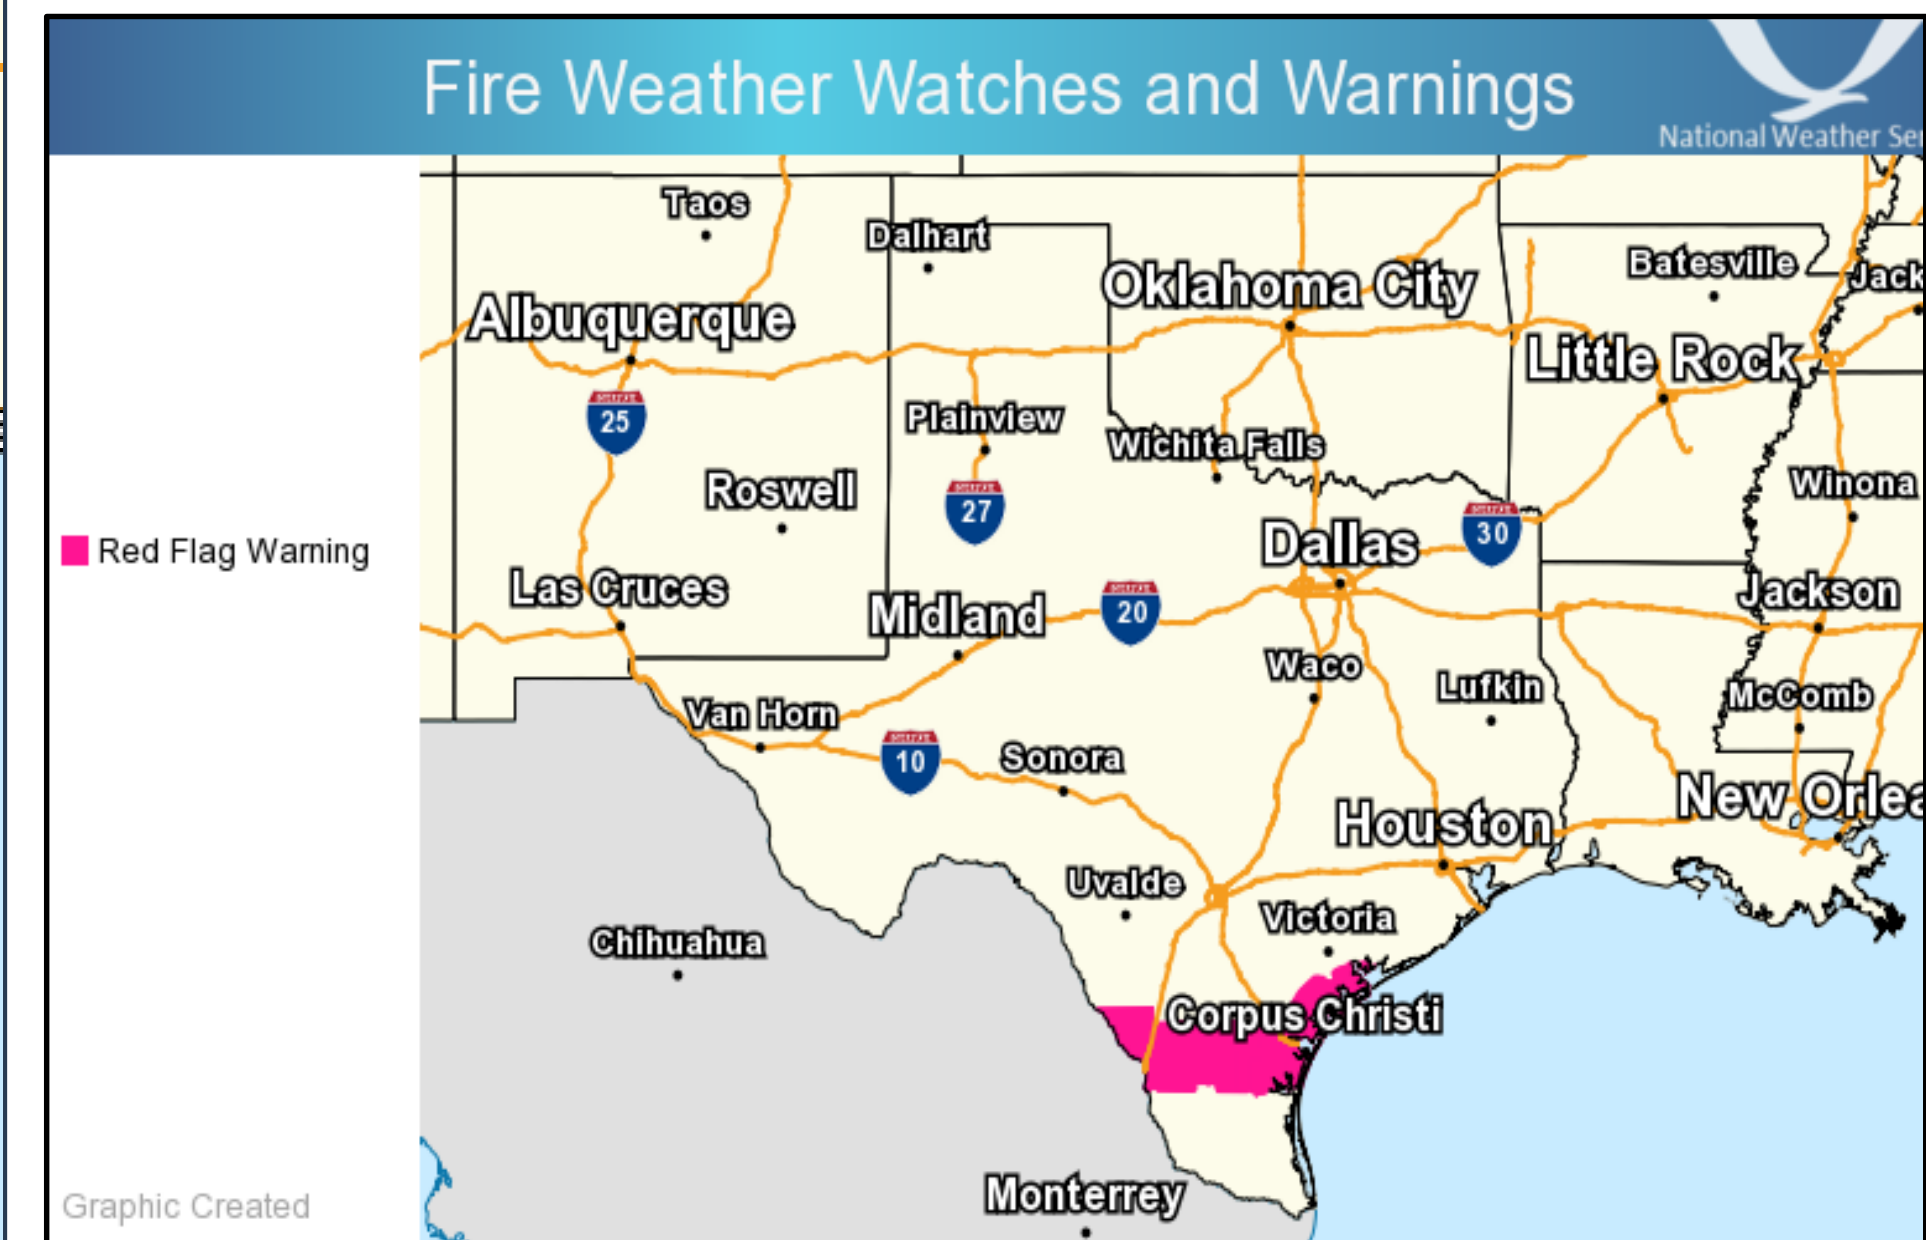 Fire Weather Watches and Warnings
National Weather Ser
Taos
Dalhart
Oklahoma City
Batesville
Jack
Albuquerque
Little Rock
25
Plainview
Wichita Falls
Roswell
27
Winona
Red Flag Warning
Dallas
30
Las Cruces
Midland
20
Jackson
Waco
Lufkin
McComb
Van Horn
10
Sonora
New Orlea
Houston
Uvalde
Victoria
Chihuahua
Corpus Christi
Graphic Created
Monterrey